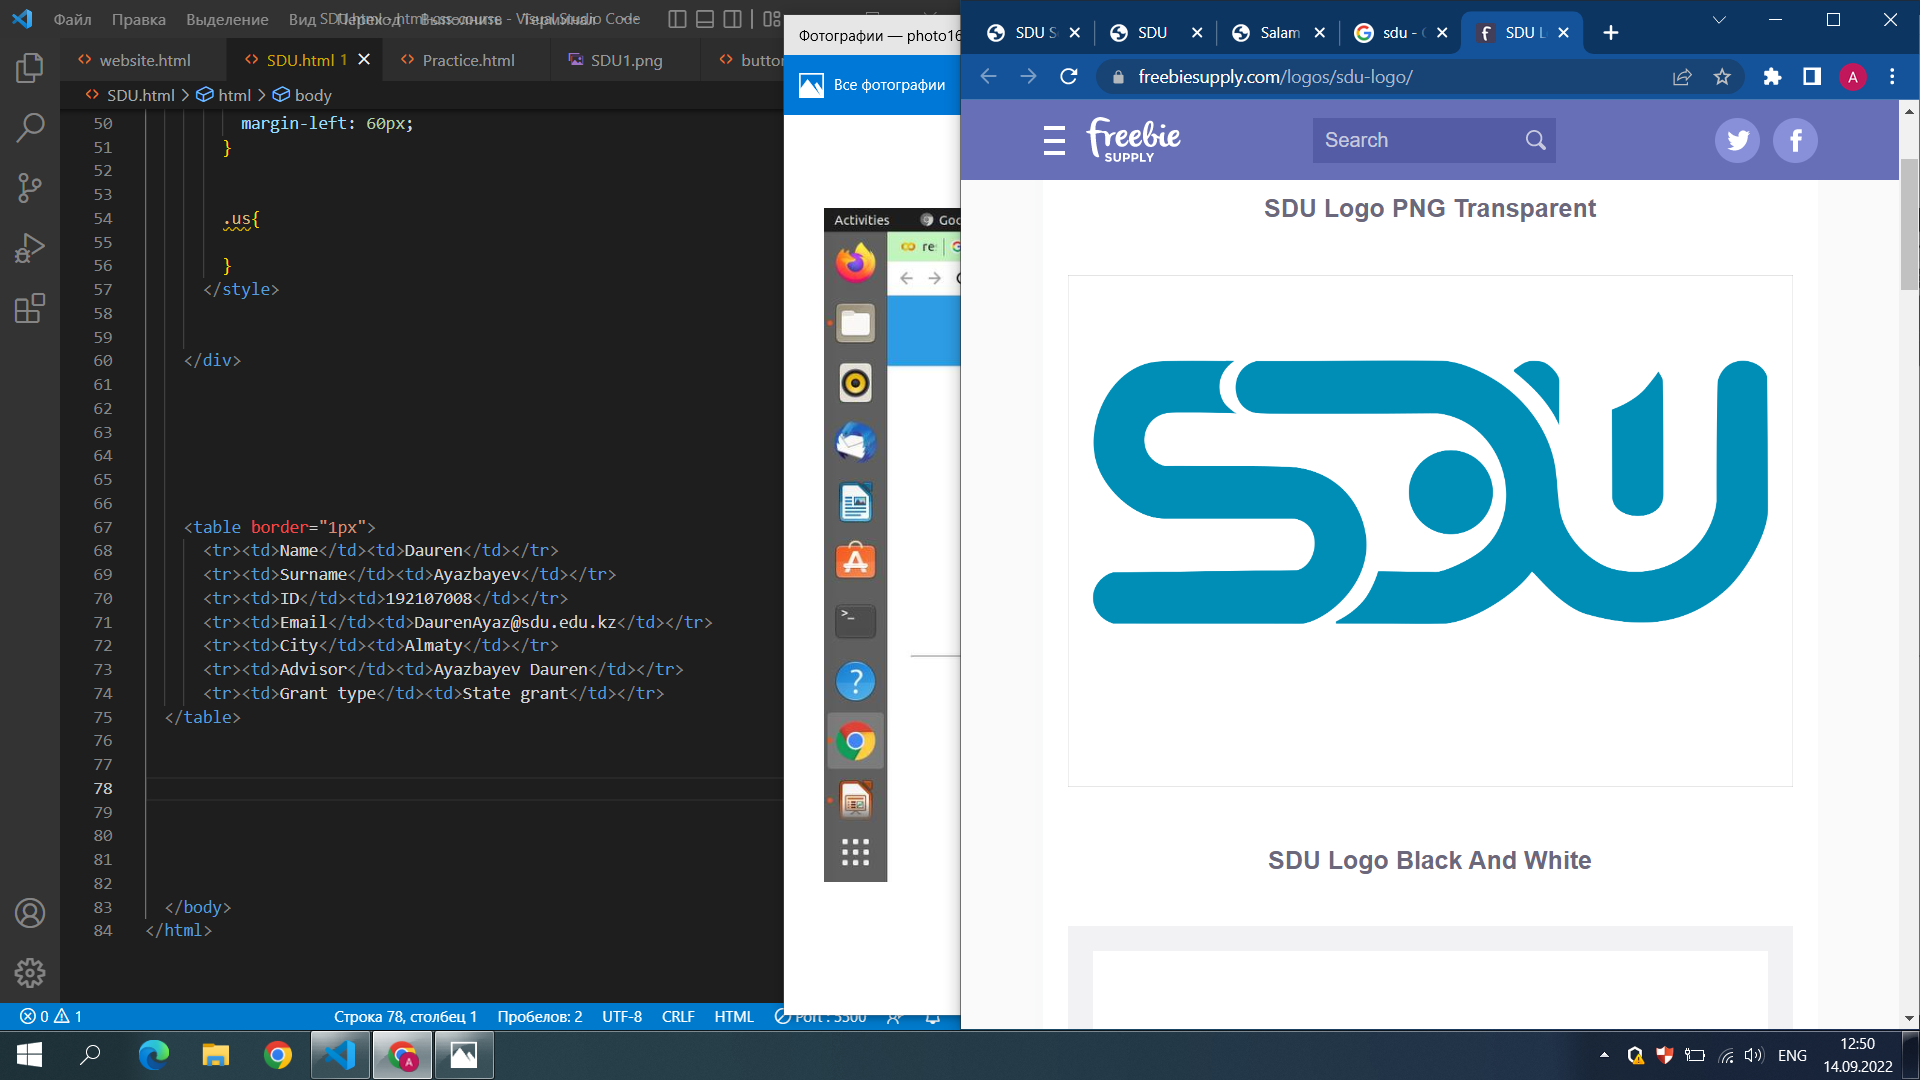 Файл Правка Выделение Вид
SDU.html - html-css-course - Visual Studio Code
website.html
SDU.html 1
Practice.html
SDU1.png
SDU.html > html > body
50 margin-left: 60px;
51 }
52
53
54 .us{
55
56 }
57 </style>
58
59
60 </div>
61
62
63
64
65
66
67 <table border="1px">
68 <tr><td>Name</td><td>Dauren</td></tr>
69 <tr><td>Surname</td><td>Ayazbayev</td></tr>
70 <tr><td>ID</td><td>192107008</td></tr>
71 <tr><td>Email</td><td>DaurenAyaz@sdu.edu.kz</td></tr>
72 <tr><td>City</td><td>Almaty</td></tr>
73 <tr><td>Advisor</td><td>Ayazbayev Dauren</td></tr>
74 <tr><td>Grant type</td><td>State grant</td></tr>
75 </table>
76
77
78
79
80
81
82
83 </body>
84 </html>
0 1
Строка 78, столбец 1 Пробелов: 2 UTF-8 CRLF HTML Port : 5500
Фотографии — photo16
Все фотографии
Activities
Goo
re
SDU S
SDU
Salam
sdu - G
SDU L
freebiesupply.com/logos/sdu-logo/
A
freebie
SUPPLY
Search
SDU Logo PNG Transparent
SDU
SDU Logo Black And White
ENG
12:50
14.09.2022